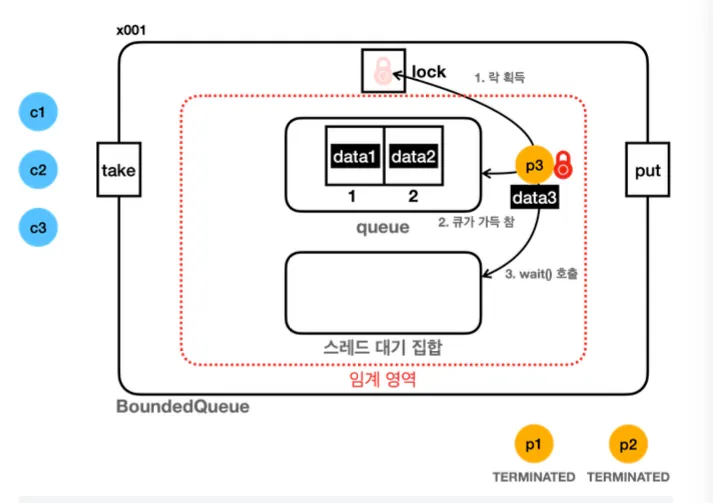 x001
lock
1. 락 획득
c1
c2
c3
take
data1
data2
1
2
queue
p3
data3
put
2. 큐가 가득 참
3. wait() 호출
스레드 대기 집합
임계 영역
BoundedQueue
p1
p2
TERMINATED
TERMINATED